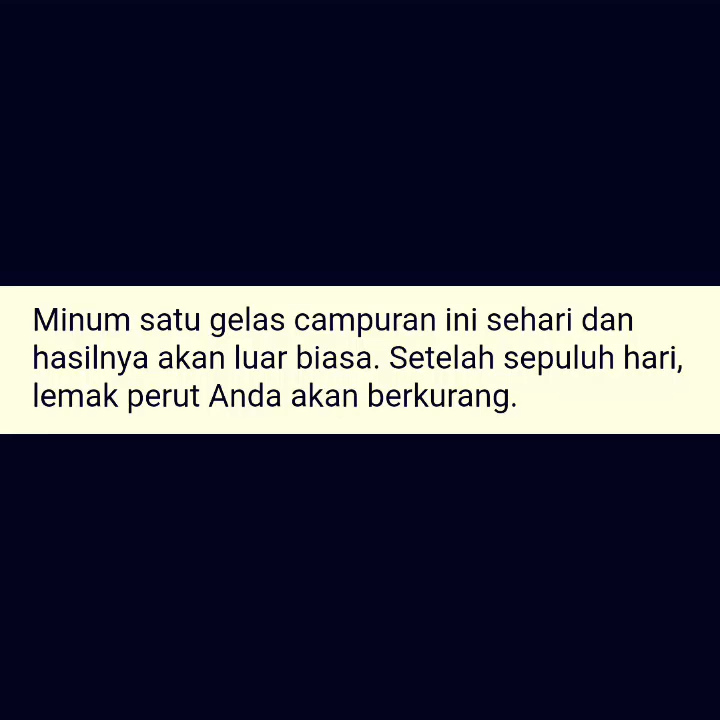 Minum satu gelas campuran ini sehari dan
hasilnya akan luar biasa. Setelah sepuluh hari,
lemak perut Anda akan berkurang.